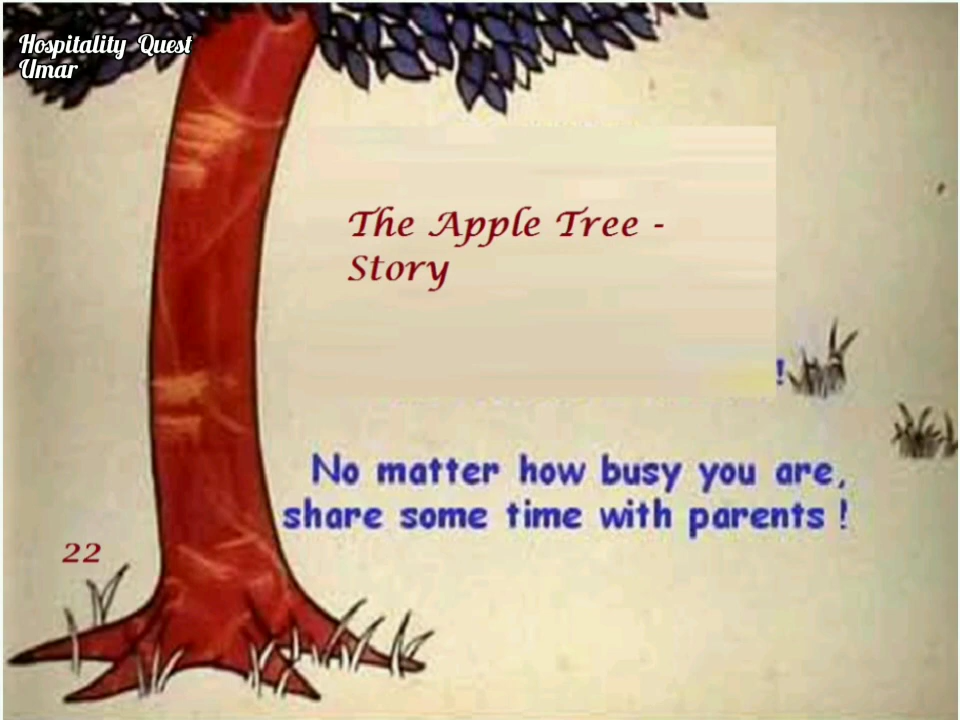 Hospitality Quest
Umar
The Apple Tree -
Story
!
No matter how busy you are,
share some time with parents !
22